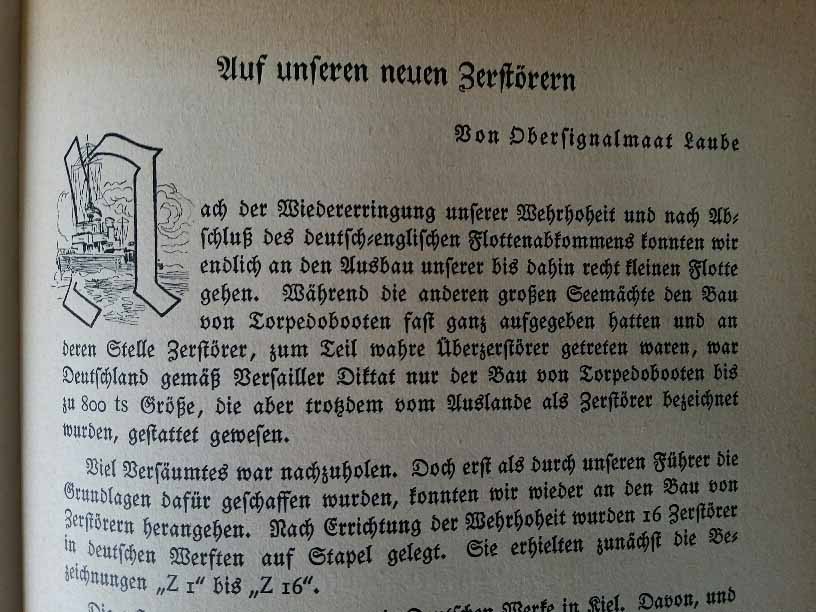 Auf unſeren neuen Zerſtörern
Von Oberſignalmaat Laube
Nach der Wiedererringung unſerer Wehrhoheit und nach Ab⸗
ſchluß des deutſch⸗engliſchen Flottenabkommens konnten wir
endlich an den Ausbau unſerer bis dahin recht kleinen Flotte
gehen. Während die anderen großen Seemächte den Bau
von Torpedobooten faſt ganz aufgegeben hatten und an
deren Stelle Zerſtörer, zum Teil wahre Überzerſtörer getreten waren, war
Deutſchland gemäß Verſailler Diktat nur der Bau von Torpedobooten bis
zu 800 ts Größe, die aber trotzdem vom Auslande als Zerſtörer bezeichnet
wurden, geſtattet geweſen.
Viel Verſäumtes war nachzuholen. Doch erſt als durch unſeren Führer die
Grundlagen dafür geſchaffen wurden, konnten wir wieder an den Bau von
Zerſtörern herangehen. Nach Errichtung der Wehrhoheit wurden 16 Zerſtörer
in deutſchen Werften auf Stapel gelegt. Sie erhielten zunächſt die Be⸗
zeichnungen „Z 1“ bis „Z 16“.
Die Deutſchen Werke in Kiel. Davon, und